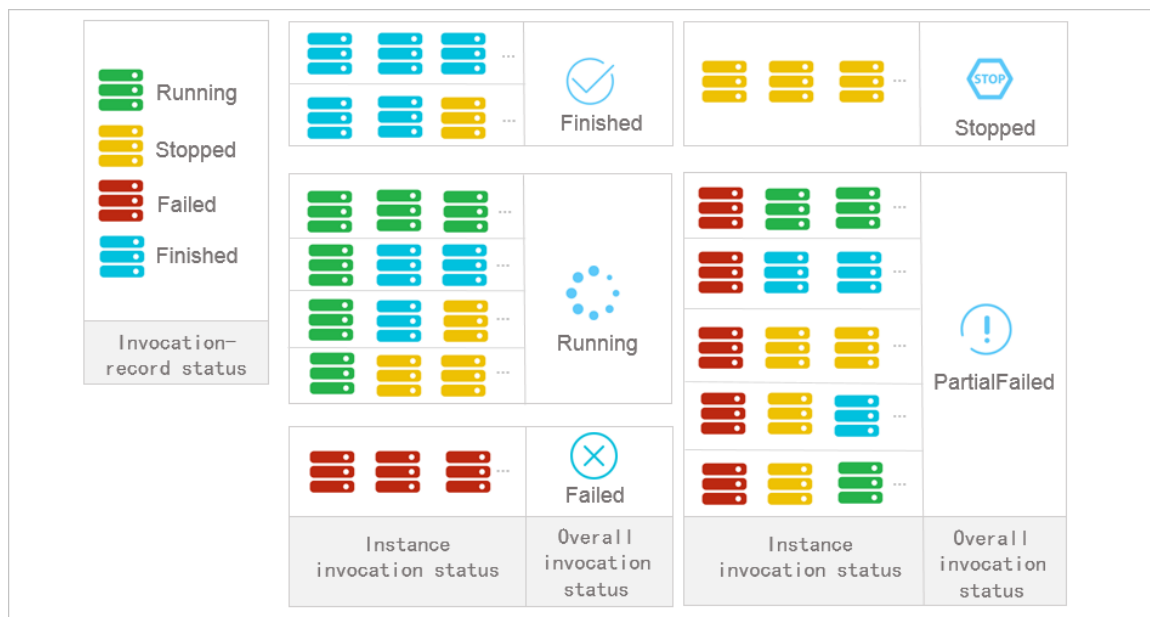 Running
Stopped
Failed
Finished
Invocation-
record status
...
...
Finished
...
STOP
Stopped
...
...
...
...
Running
...
...
...
...
...
PartialFailed
...
Failed
Instance
invocation status
Overall
invocation
status
Instance
invocation status
Overall
invocation
status